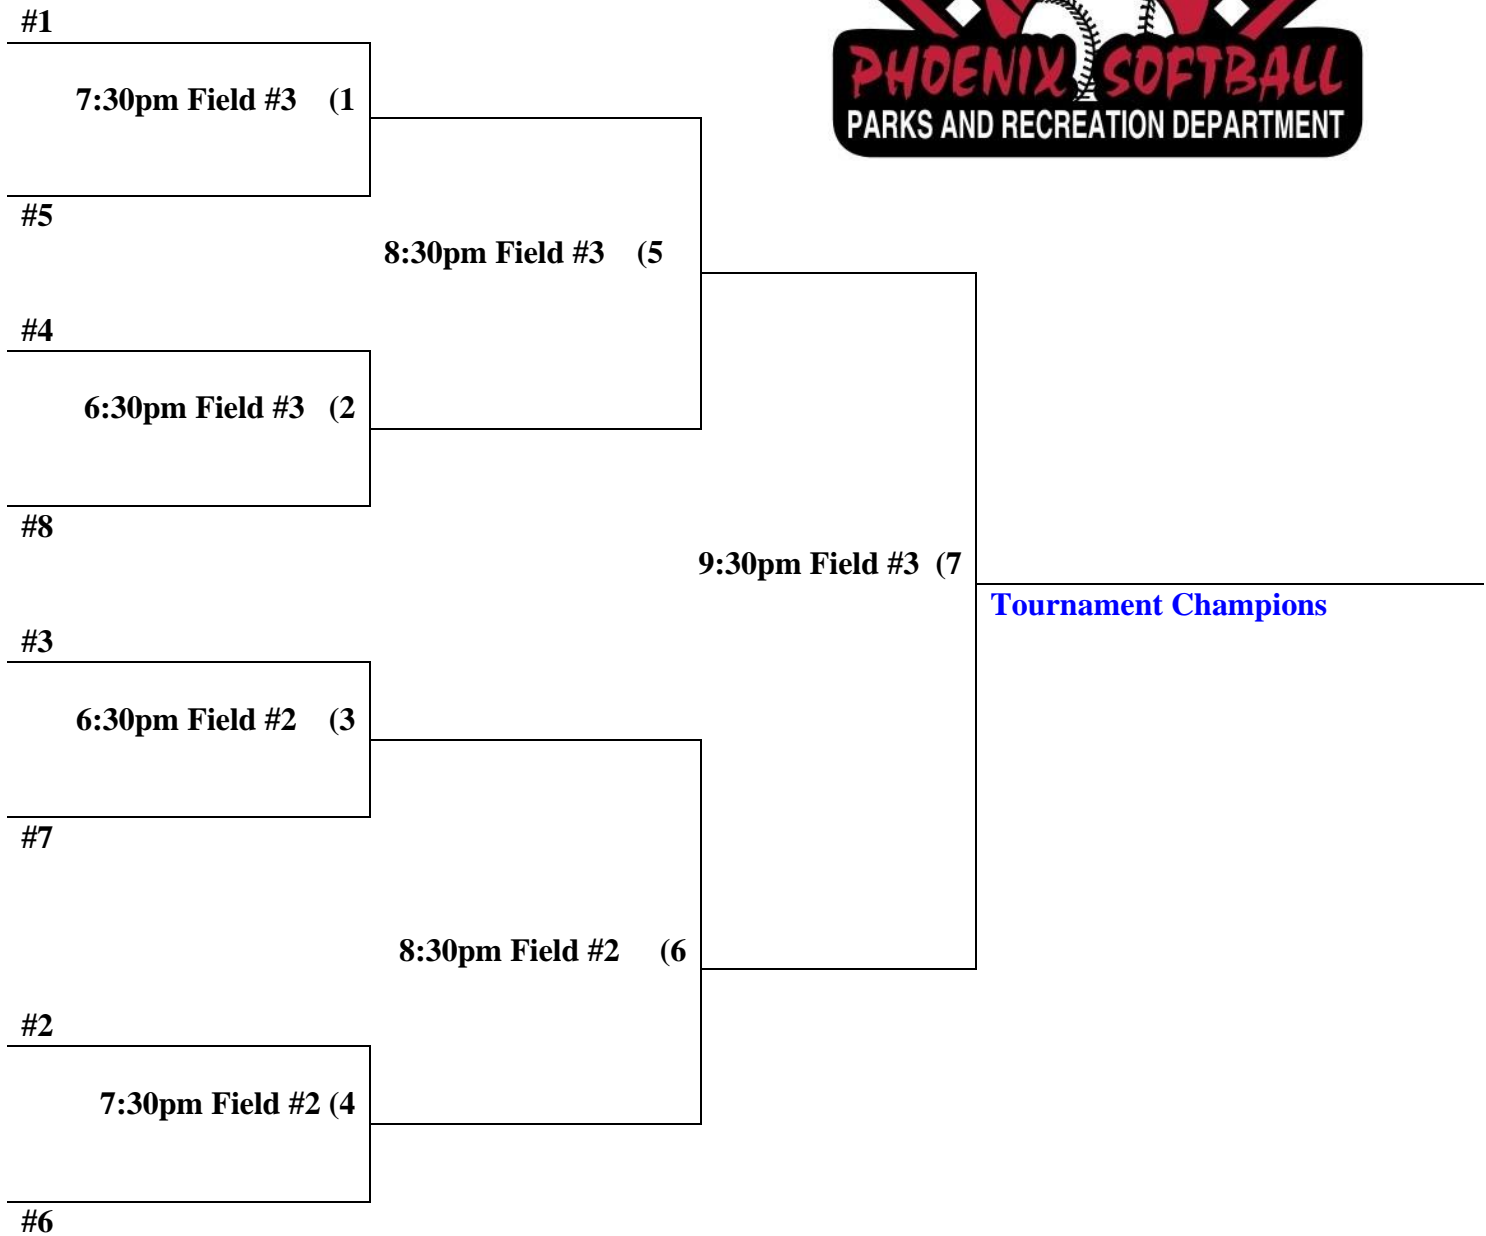 #1
PHOENIX SOFTBALL
PARKS AND RECREATION DEPARTMENT
7:30pm Field #3 (1
#5
8:30pm Field #3 (5
#4
6:30pm Field #3 (2
#8
9:30pm Field #3 (7
Tournament Champions
#3
6:30pm Field #2 (3
#7
8:30pm Field #2 (6
#2
7:30pm Field #2 (4
#6